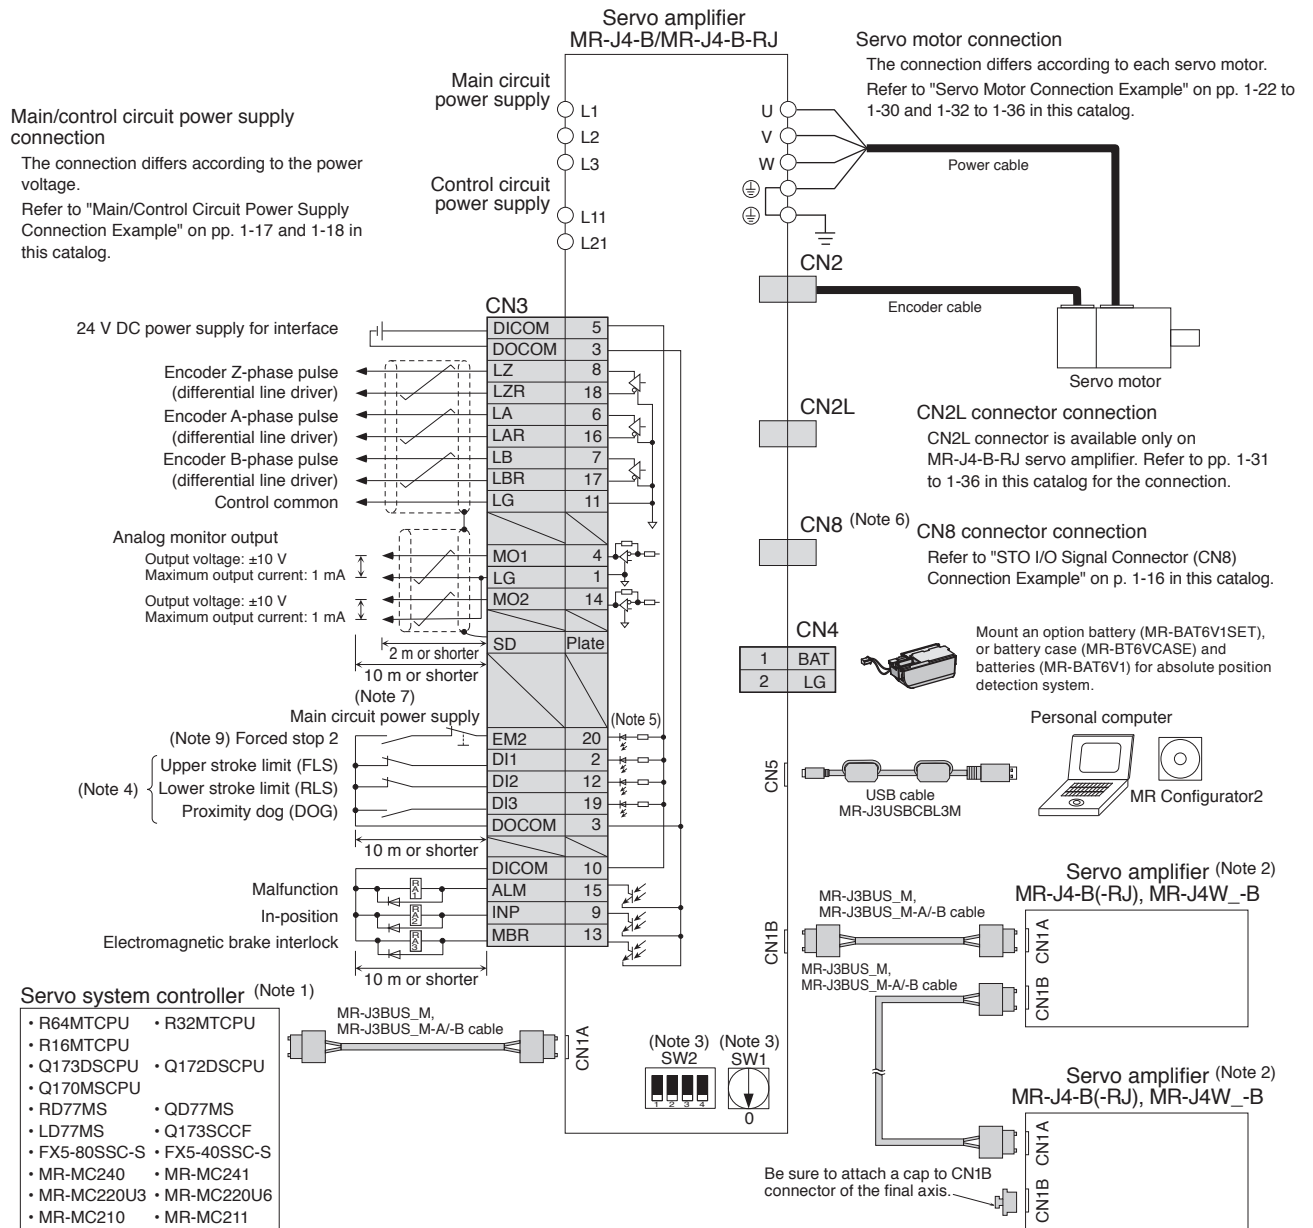 Servo amplifier
MR-J4-B/MR-J4-B-RJ
Main/control circuit power supply
connection
The connection differs according to the power
voltage.
Refer to "Main/Control Circuit Power Supply
Connection Example" on pp. 1-17 and 1-18 in
this catalog.
Main circuit
power supply
L1
L2
L3
Control circuit
power supply
L11
L21
U
V
W
Servo motor connection
The connection differs according to each servo motor.
Refer to "Servo Motor Connection Example" on pp. 1-22 to
1-30 and 1-32 to 1-36 in this catalog.
Power cable
CN2
Encoder cable
Servo motor
CN2L
CN2L connector connection
CN2L connector is available only on
MR-J4-B-RJ servo amplifier. Refer to pp. 1-31
to 1-36 in this catalog for the connection.
CN8 (Note 6)
CN8 connector connection
Refer to "STO I/O Signal Connector (CN8)
Connection Example" on p. 1-16 in this catalog.
CN4
1 BAT
2 LG
Mount an option battery (MR-BAT6V1SET),
or battery case (MR-BT6VCASE) and
batteries (MR-BAT6V1) for absolute position
detection system.
CN5
USB cable
MR-J3USBCBL3M
Personal computer
MR Configurator2
CN3
24 V DC power supply for interface DICOM 5
DOCOM 3
Encoder Z-phase pulse LZ 8
(differential line driver) LZR 18
Encoder A-phase pulse LA 6
(differential line driver) LAR 16
Encoder B-phase pulse LB 7
(differential line driver) LBR 17
Control common LG 11
Analog monitor output
Output voltage: ±10 V MO1 4
Maximum output current: 1 mA LG 1
Output voltage: ±10 V MO2 14
Maximum output current: 1 mA
SD Plate
2 m or shorter
10 m or shorter
(Note 7)
Main circuit power supply
(Note 5)
(Note 9) Forced stop 2 EM2 20
(Note 4)
Upper stroke limit (FLS) DI1 2
Lower stroke limit (RLS) DI2 12
Proximity dog (DOG) DI3 19
DOCOM 3
10 m or shorter
DICOM 10
Malfunction RA1 ALM 15
In-position RA2 INP 9
Electromagnetic brake interlock RA3 MBR 13
10 m or shorter
Servo system controller (Note 1)
• R64MTCPU • R32MTCPU
• R16MTCPU
• Q173DSCPU • Q172DSCPU
• Q170MSCPU
• RD77MS • QD77MS
• LD77MS • Q173SCCF
• FX5-80SSC-S • FX5-40SSC-S
• MR-MC240 • MR-MC241
• MR-MC220U3 • MR-MC220U6
• MR-MC210 • MR-MC211
MR-J3BUS_M,
MR-J3BUS_M-A/-B cable
CN1A
(Note 3)
SW2
1 2 3 4
(Note 3)
SW1
0
CN1B
MR-J3BUS_M,
MR-J3BUS_M-A/-B cable
Servo amplifier (Note 2)
MR-J4-B(-RJ), MR-J4W_-B
CN1A
CN1B
MR-J3BUS_M,
MR-J3BUS_M-A/-B cable
Servo amplifier (Note 2)
MR-J4-B(-RJ), MR-J4W_-B
CN1A
CN1B
Be sure to attach a cap to CN1B
connector of the final axis.